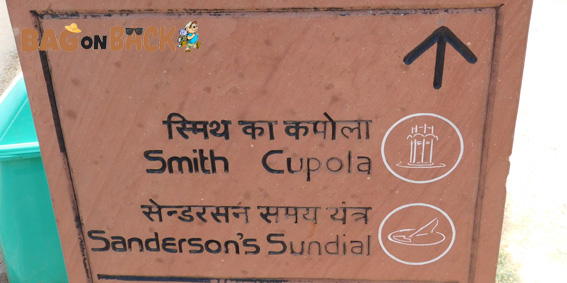 BAG ON BACK
स्मिथ का कपोला
Smith Cupola
सेन्डरसन समय यंत्र
Sanderson's Sundial